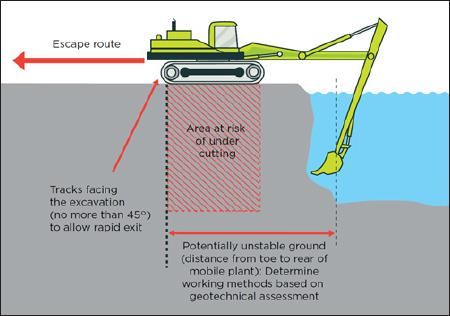 Escape route
Area at risk
of under
cutting
Tracks facing
the excavation
(no more than 45º)
to allow rapid exit
Potentially unstable ground
(distance from toe to rear of
mobile plant): Determine
working methods based on
geotechnical assessment